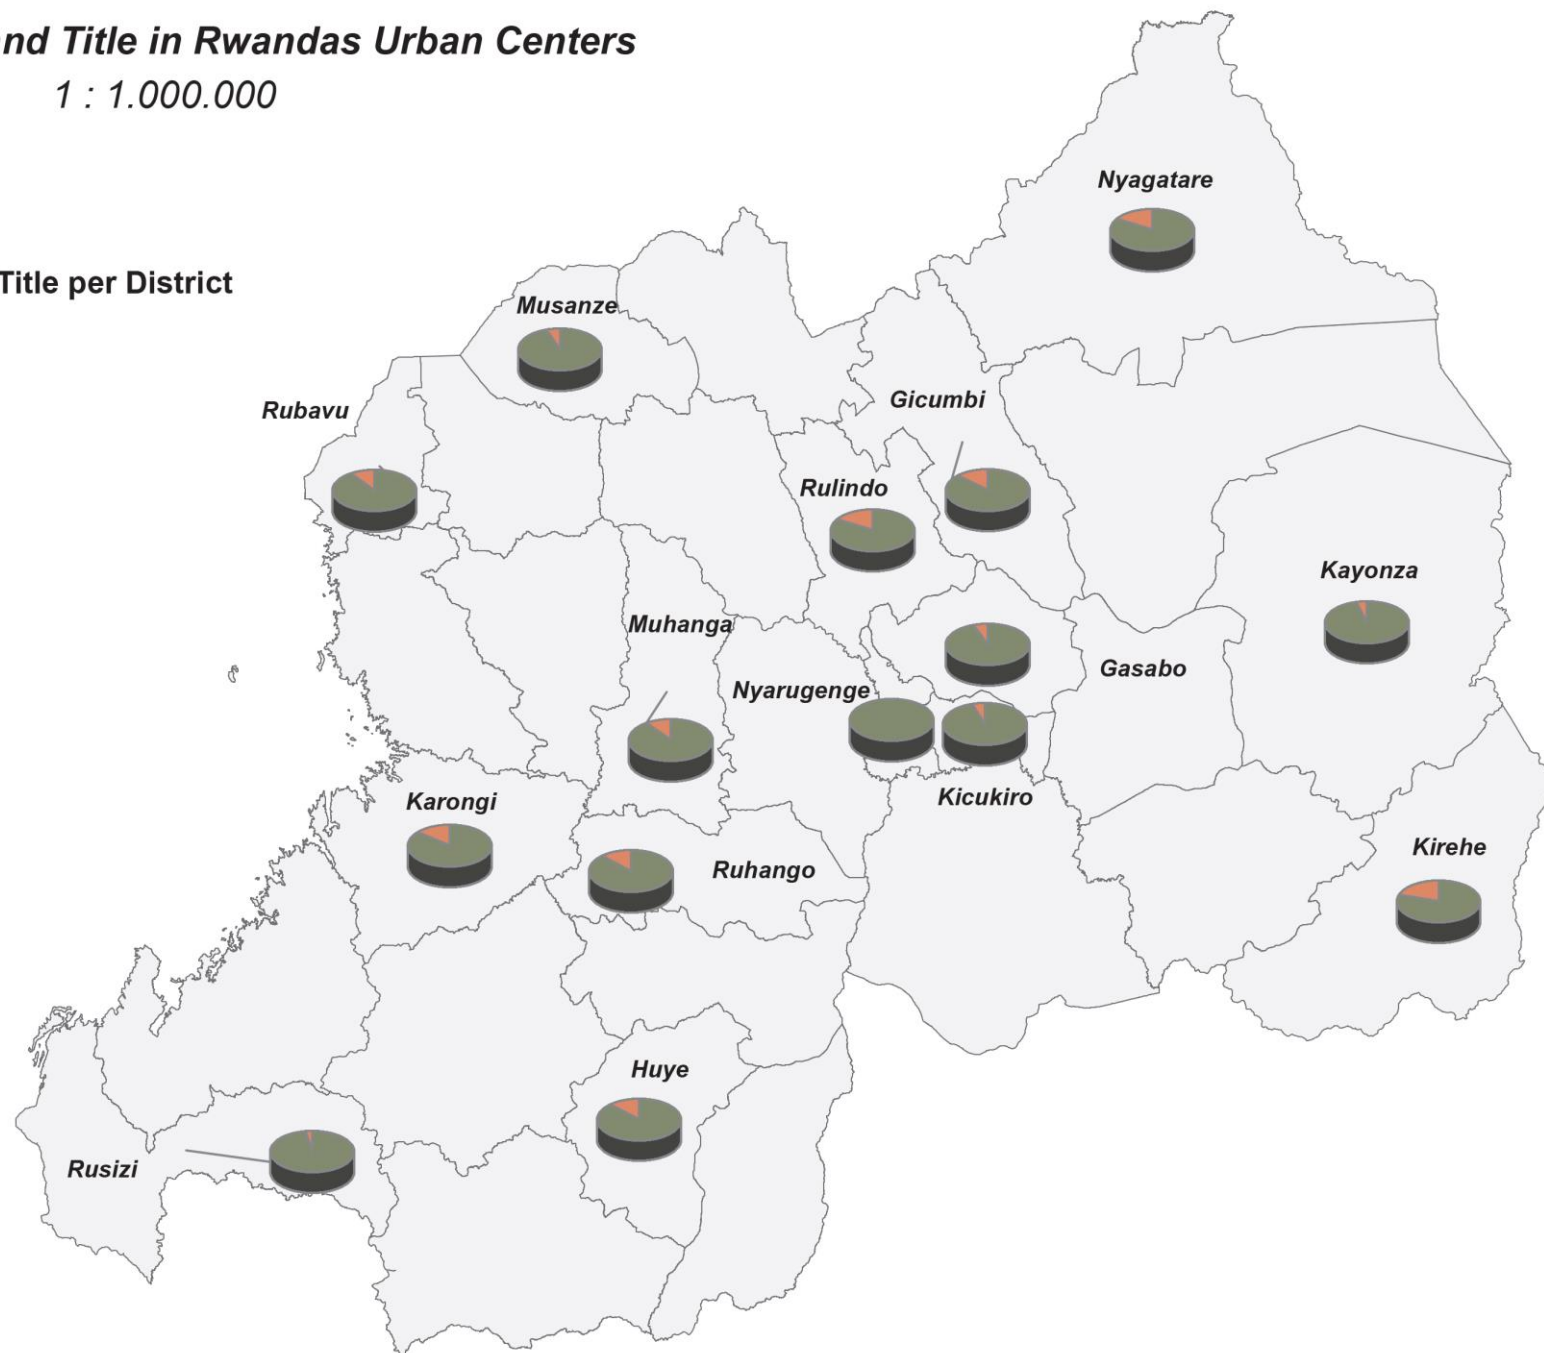 nd Title in Rwandas Urban Centers
1 : 1.000.000
Nyagatare
Title per District
Musanze
Gicumbi
Rubavu
Rulindo
Kayonza
Muhanga
Gasabo
Nyarugenge
Kicukiro
Karongi
Kirehe
Ruhango
Huye
Rusizi